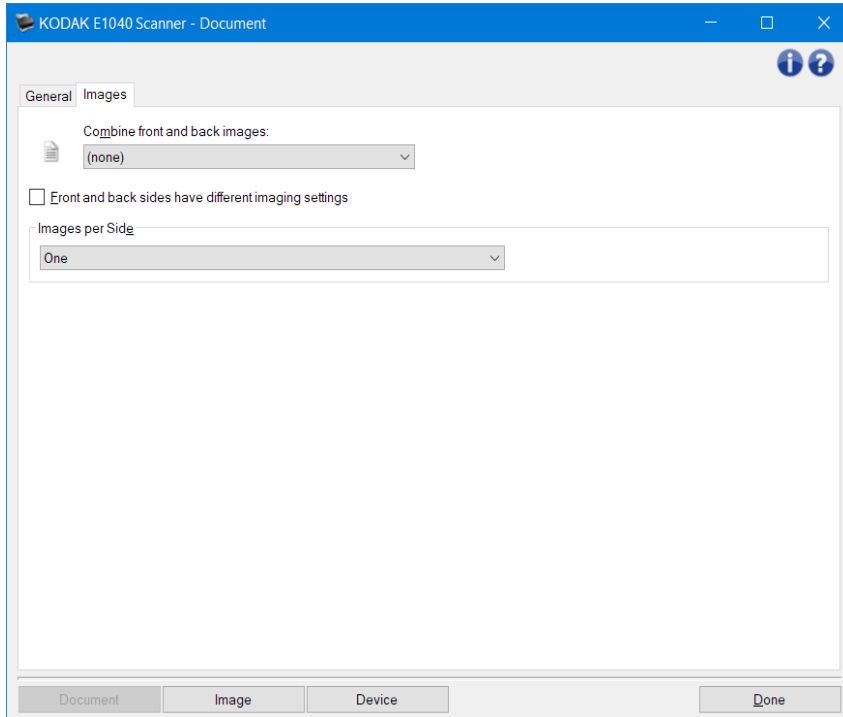 KODAK E1040 Scanner - Document
General Images
Combine front and back images:
(none)
Front and back sides have different imaging settings
Images per Side
One
Document Image Device Done